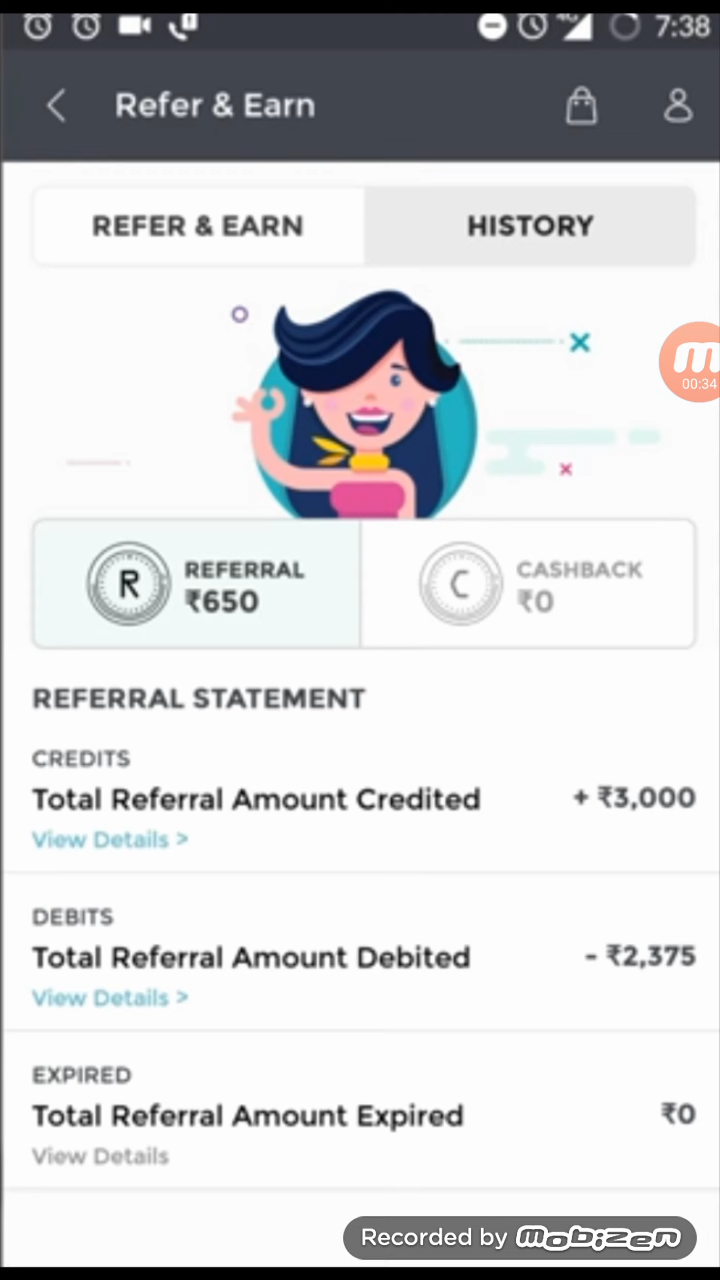 4G 7:38
Refer & Earn
REFER & EARN HISTORY
m
00:34
R REFERRAL C CASHBACK
₹650 ₹0
REFERRAL STATEMENT
CREDITS
Total Referral Amount Credited + ₹3,000
View Details >
DEBITS
Total Referral Amount Debited - ₹2,375
View Details >
EXPIRED
Total Referral Amount Expired ₹0
View Details
Recorded by mobizen